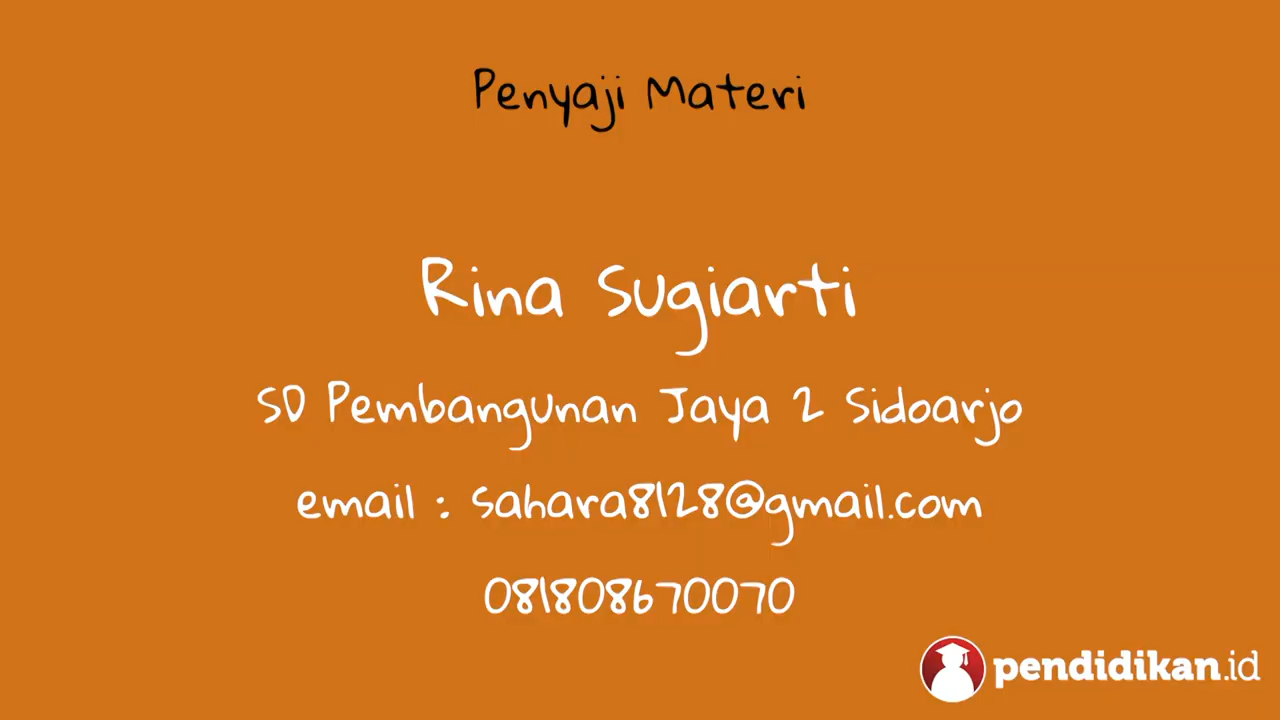 Penyaji Materi
Rina Sugiarti
SD Pembangunan Jaya 2 Sidoarjo
email : sahara8128@gmail.com
081808670070
pendidikan.id